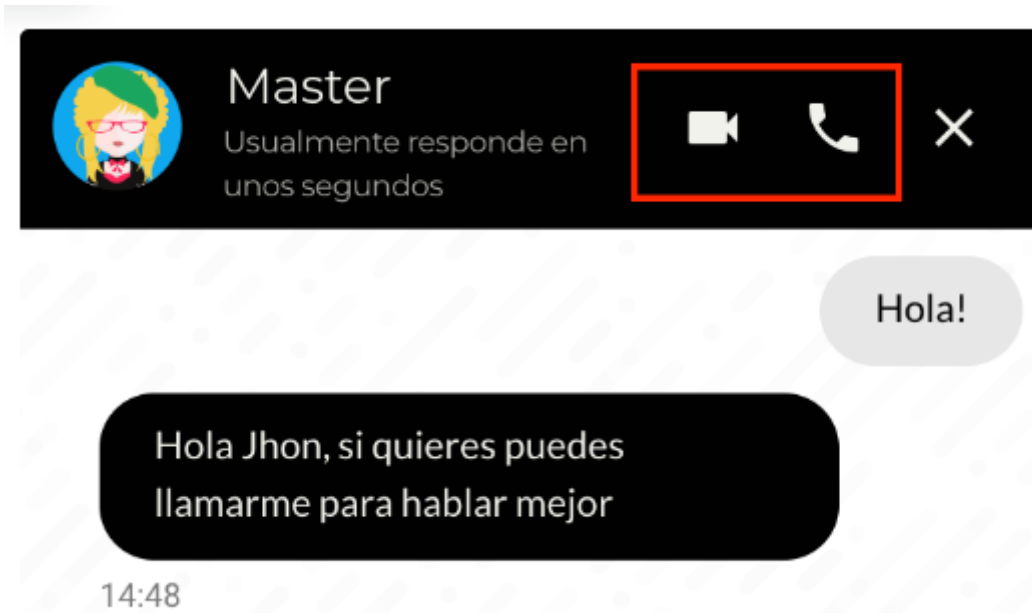 Master
Usualmente responde en
unos segundos
Hola!
Hola Jhon, si quieres puedes
llamarme para hablar mejor
14:48